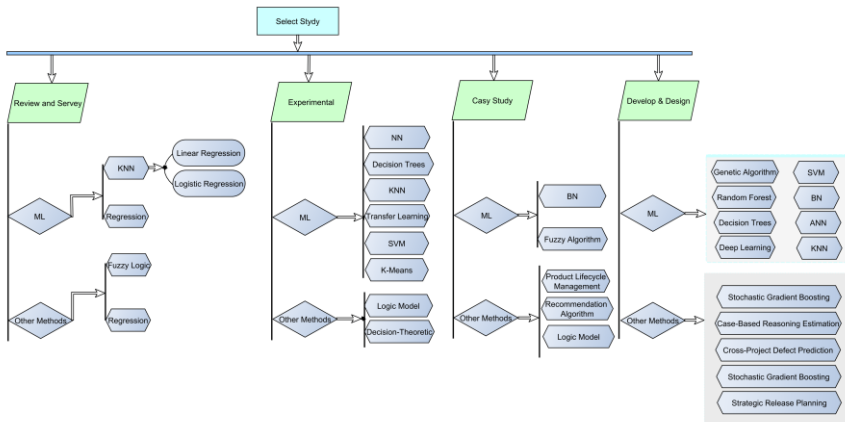 Select Stydy
Review and Servey
ML
KNN
Linear Regression
Logistic Regression
Regression
Other Methods
Fuzzy Logic
Regression
Experimental
ML
NN
Decision Trees
KNN
Transfer Learning
SVM
K-Means
Other Methods
Logic Model
Decision-Theoretic
Casy Study
ML
BN
Fuzzy Algorithm
Other Methods
Product Lifecycle
Management
Recommendation
Algorithm
Logic Model
Develop & Design
ML
Genetic Algorithm
Random Forest
Decision Trees
Deep Learning
SVM
BN
ANN
KNN
Other Methods
Stochastic Gradient Boosting
Case-Based Reasoning Estimation
Cross-Project Defect Prediction
Stochastic Gradient Boosting
Strategic Release Planning